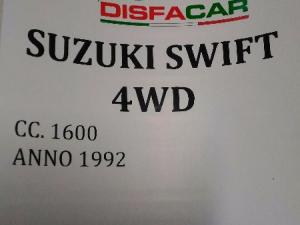 DISFACAR
SUZUKI SWIFT
4WD
CC. 1600
ANNO 1992